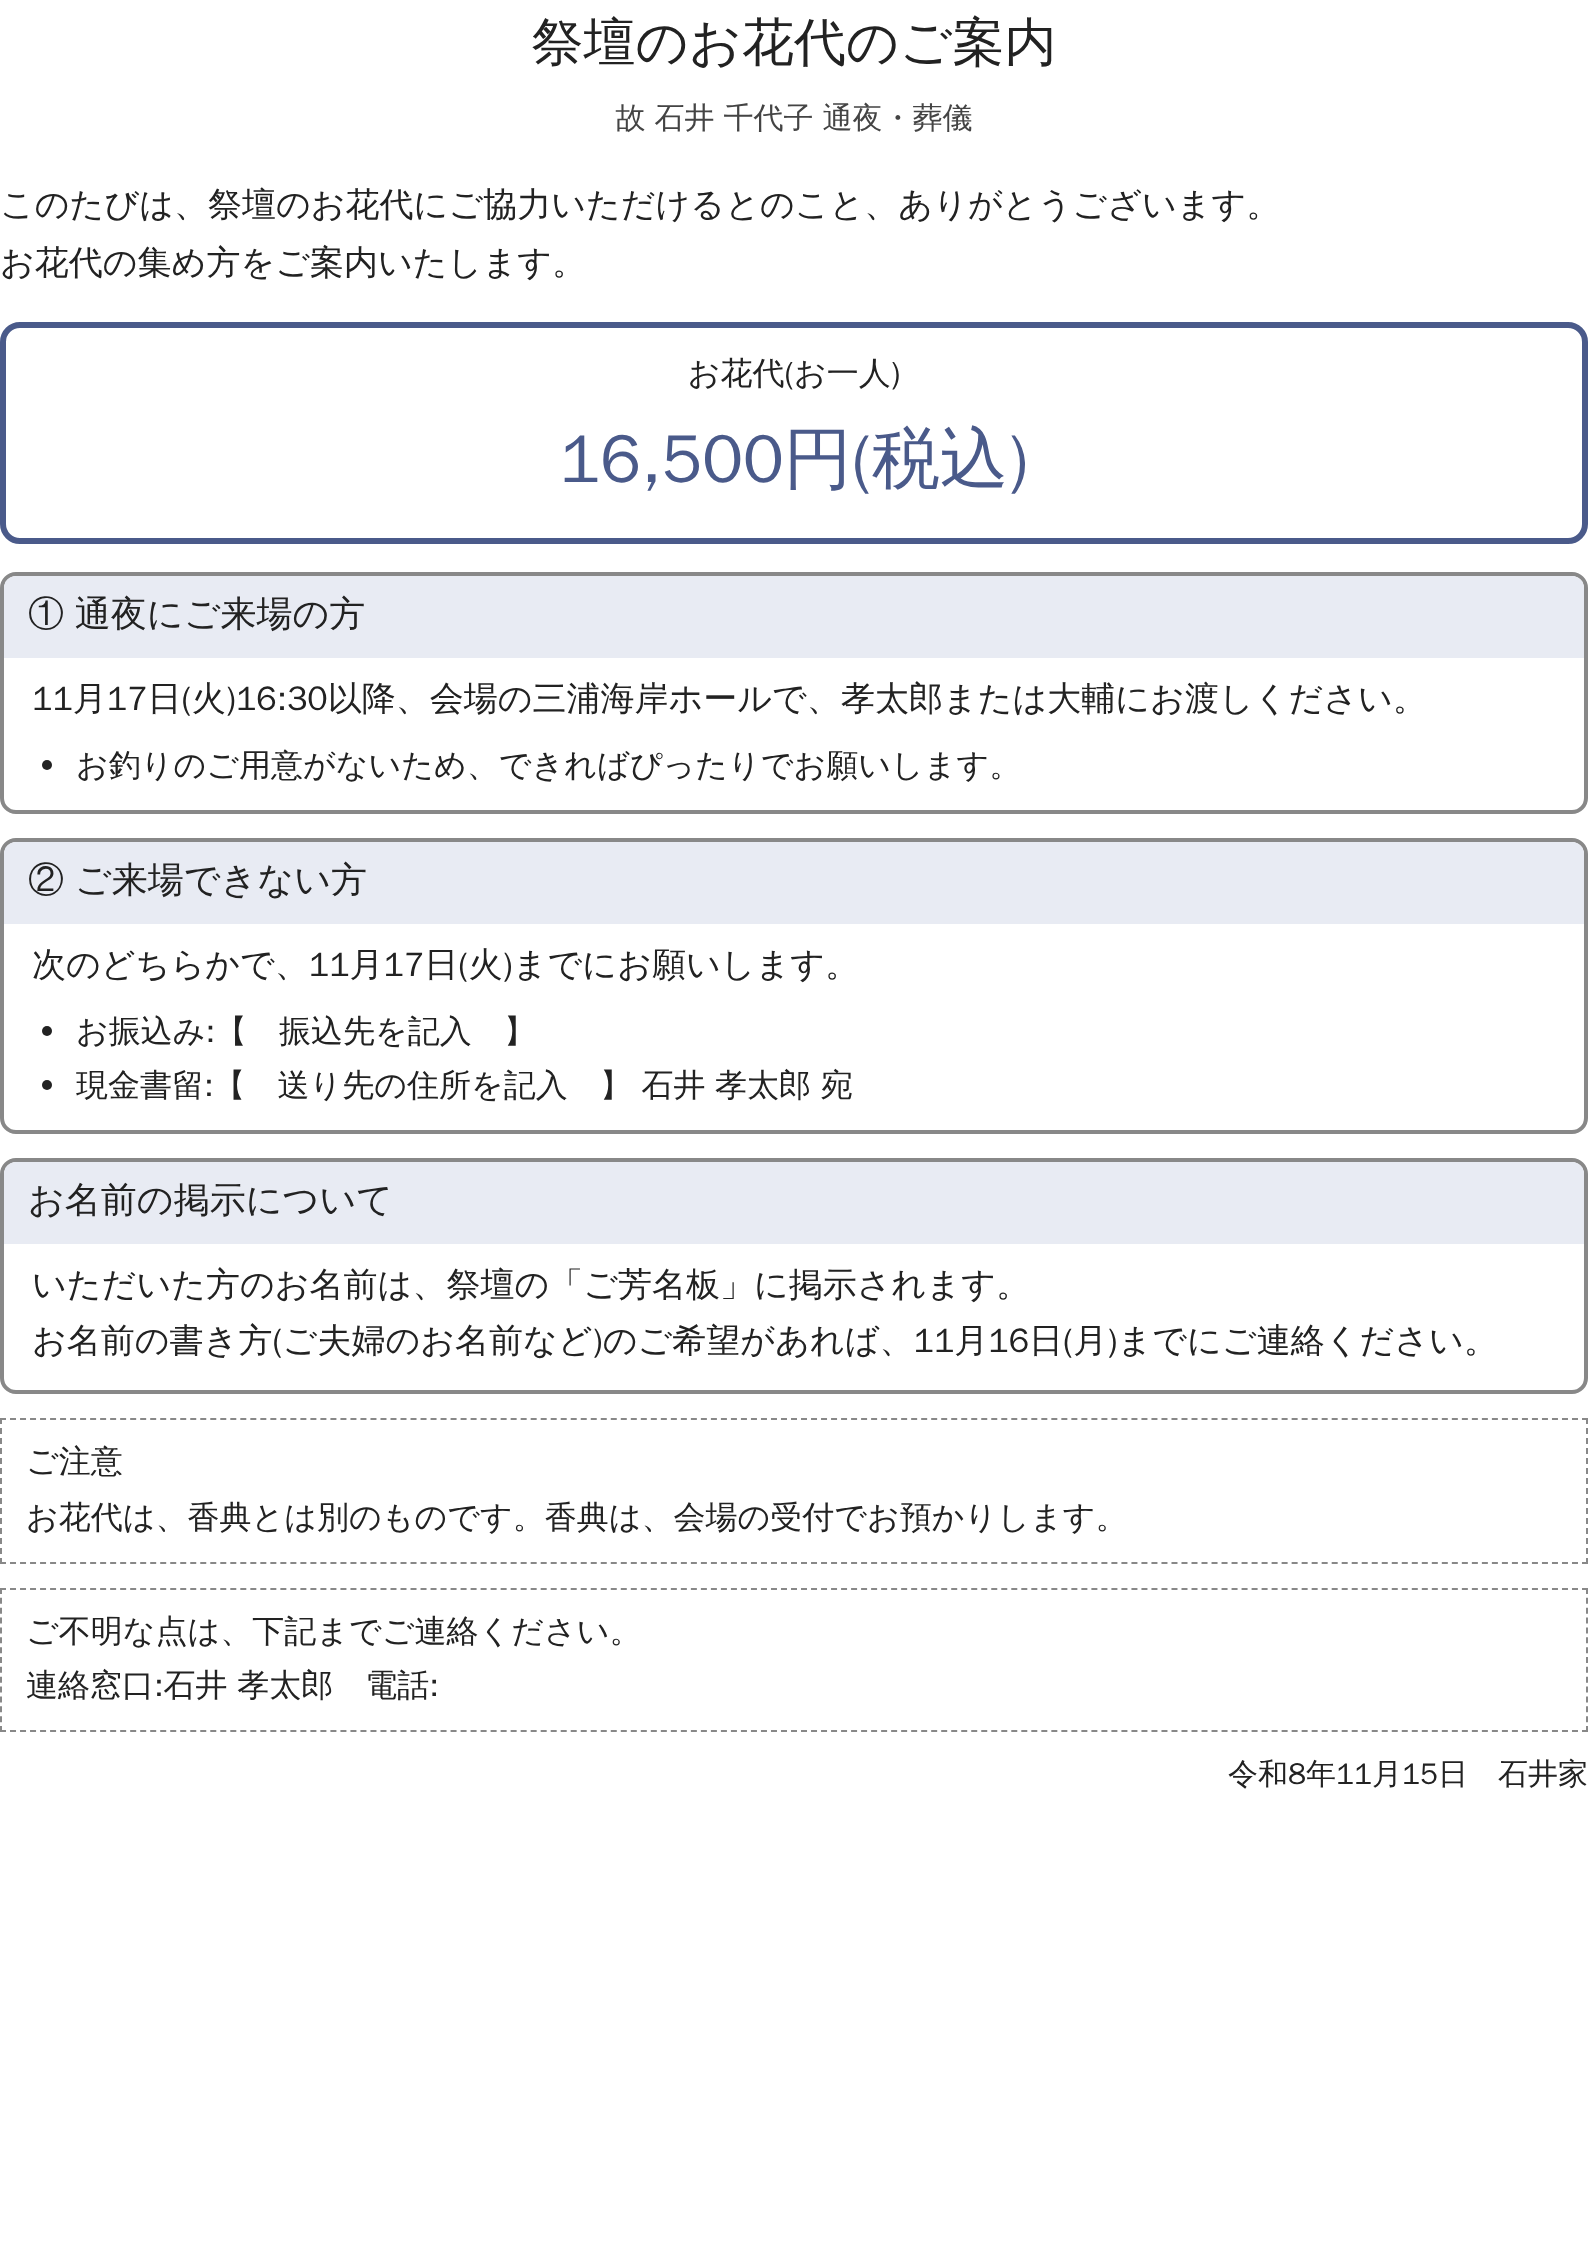 祭壇のお花代のご案内
故 石井 千代子 通夜・葬儀
このたびは、祭壇のお花代にご協力いただけるとのこと、ありがとうございます。
お花代の集め方をご案内いたします。
お花代(お一人)
16,500円(税込)
① 通夜にご来場の方
11月17日(火)16:30以降、会場の三浦海岸ホールで、孝太郎または大輔にお渡しください。
• お釣りのご用意がないため、できればぴったりでお願いします。
② ご来場できない方
次のどちらかで、11月17日(火)までにお願いします。
• お振込み:【　振込先を記入　】
• 現金書留:【　送り先の住所を記入　】 石井 孝太郎 宛
お名前の掲示について
いただいた方のお名前は、祭壇の「ご芳名板」に掲示されます。
お名前の書き方(ご夫婦のお名前など)のご希望があれば、11月16日(月)までにご連絡ください。
ご注意
お花代は、香典とは別のものです。香典は、会場の受付でお預かりします。
ご不明な点は、下記までご連絡ください。
連絡窓口:石井 孝太郎　電話:
令和8年11月15日　石井家